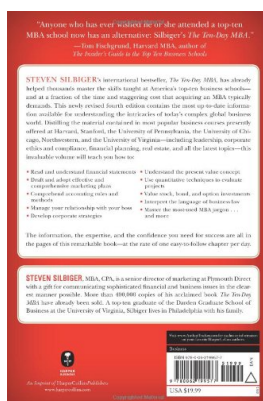 "Anyone who has ever wished he or she attended a top-ten
MBA school now has an alternative: Silbiger's The Ten-Day MBA."
—Tom Fischgrund, Harvard MBA, author of
The Insider's Guide to the Top Ten Business Schools
STEVEN SILBIGER's international bestseller, The Ten-Day MBA, has already
helped thousands master the skills taught at America's top-ten business schools—
and at a fraction of the time and staggering cost that acquiring an MBA typically
demands. This newly revised fourth edition contains the most up-to-date informa-
tion available for understanding the intricacies of today's complex global business
world. Distilling the material contained in most popular business courses presently
offered at Harvard, Stanford, the University of Pennsylvania, the University of Chi-
cago, Northwestern, and the University of Virginia—including leadership, corporate
ethics and compliance, financial planning, real estate, and all the latest topics—this
invaluable volume will teach you how to:
• Read and understand financial statements
• Draft and adopt effective and
comprehensive marketing plans
• Comprehend accounting rules and
methods
• Manage your relationship with your boss
• Develop corporate strategies
• Understand the present value concept
• Use quantitative techniques to evaluate
projects
• Value stock, bond, and option investments
• Interpret the language of business law
• Master the most-used MBA jargon . . .
and more
The information, the expertise, and the confidence you need for success are all in
the pages of this remarkable book—at the rate of one easy-to-follow chapter per day.
STEVEN SILBIGER, MBA, CPA, is a senior director of marketing at Plymouth Direct
with a gift for communicating sophisticated financial and business issues in the clear-
est manner possible. More than 400,000 copies of his acclaimed book The Ten-Day
MBA have already been sold. A top-ten graduate of the Darden Graduate School of
Business at the University of Virginia, Silbiger lives in Philadelphia with his family.
HARPER
BUSINESS
An Imprint of HarperCollinsPublishers
www.harpercollins.com
Business
USA $19.99